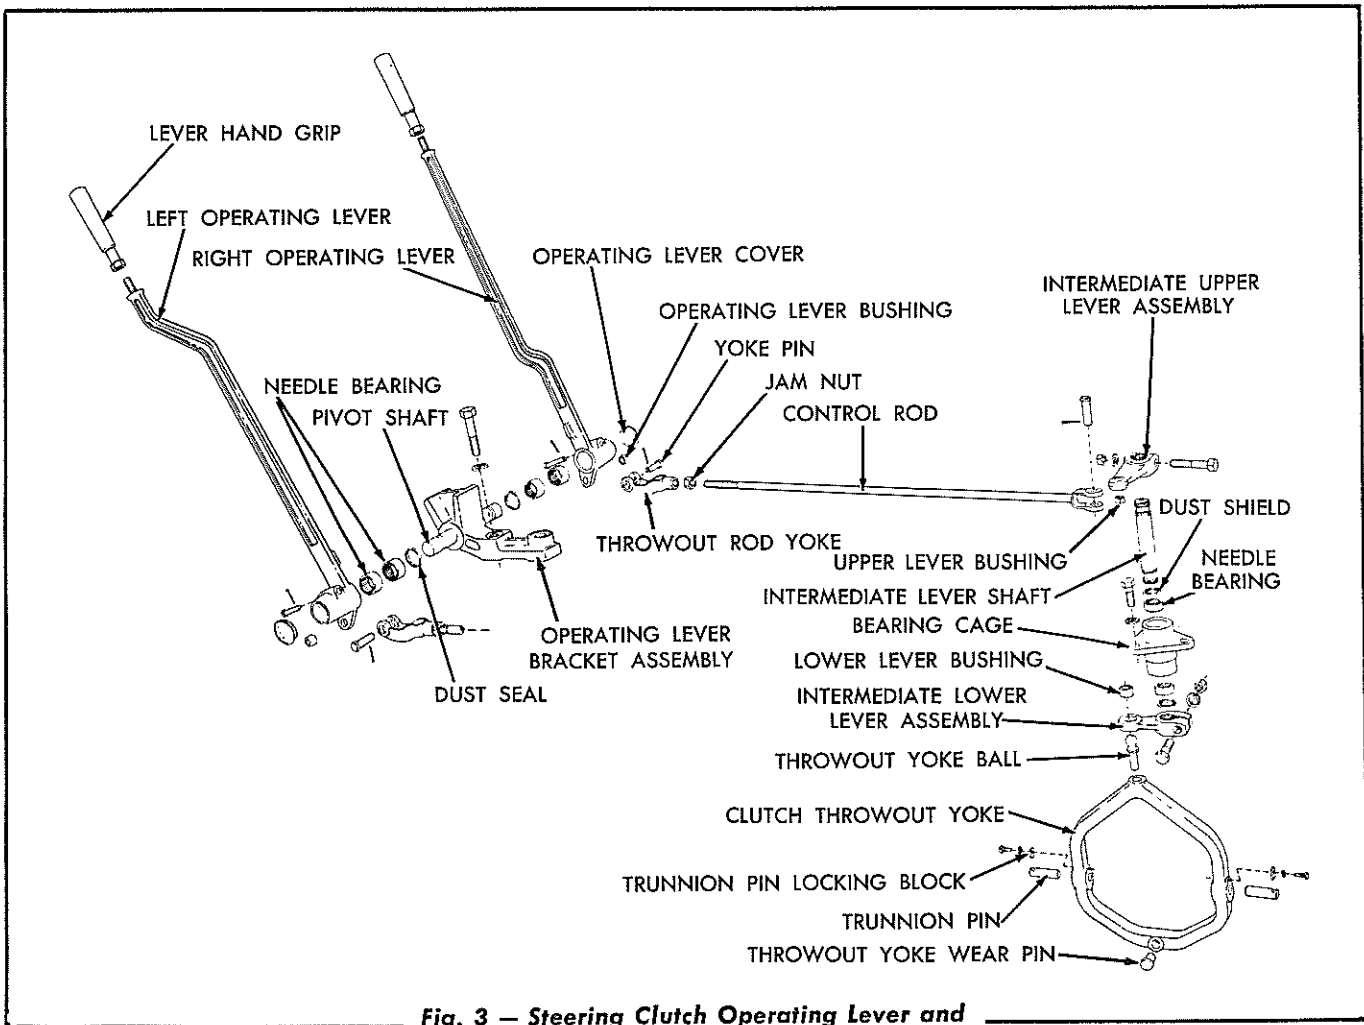 LEVER HAND GRIP
LEFT OPERATING LEVER
RIGHT OPERATING LEVER
OPERATING LEVER COVER
INTERMEDIATE UPPER
LEVER ASSEMBLY
OPERATING LEVER BUSHING
YOKE PIN
NEEDLE BEARING
JAM NUT
PIVOT SHAFT
CONTROL ROD
DUST SHIELD
THROWOUT ROD YOKE
UPPER LEVER BUSHING
NEEDLE
BEARING
INTERMEDIATE LEVER SHAFT
BEARING CAGE
OPERATING LEVER
BRACKET ASSEMBLY
LOWER LEVER BUSHING
DUST SEAL
INTERMEDIATE LOWER
LEVER ASSEMBLY
THROWOUT YOKE BALL
CLUTCH THROWOUT YOKE
TRUNNION PIN LOCKING BLOCK
TRUNNION PIN
THROWOUT YOKE WEAR PIN
Fig. 3 — Steering Clutch Operating Lever and